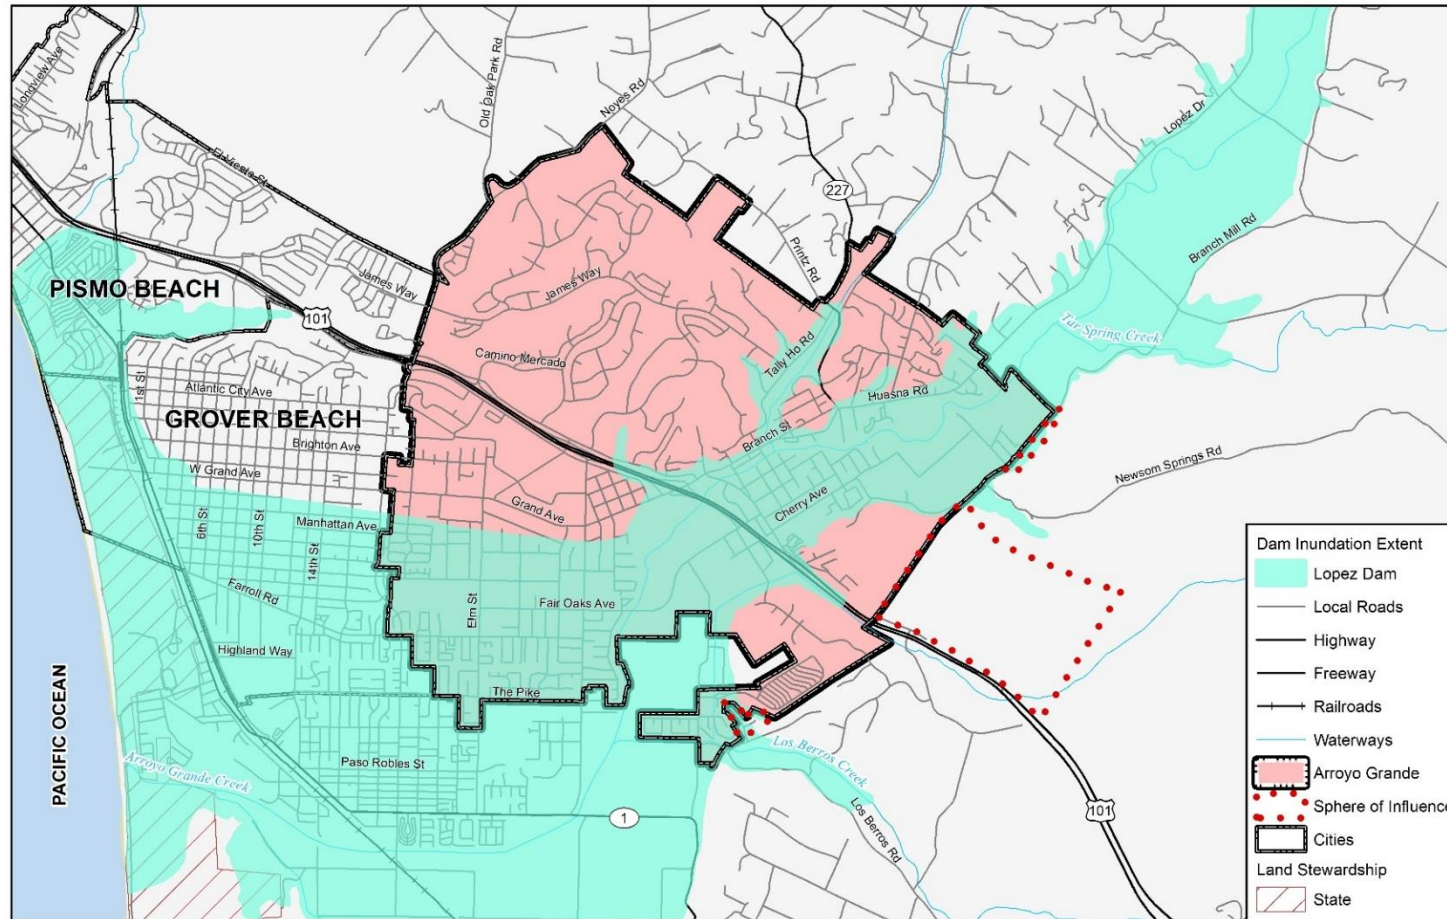 Longview Ave
El Viento St
Old Oak Park Rd
Noyes Rd
Lopez Dr
227
Printz Rd
Branch Mill Rd
PISMO BEACH
James Way
James Way
101
Tar Spring Creek
Camino Mercado
Tally Ho Rd
1st St
Atlantic City Ave
Huasna Rd
GROVER BEACH
Brighton Ave
Branch St
W Grand Ave
Newsom Springs Rd
Grand Ave
Cherry Ave
6th St
10th St
Manhattan Ave
14th St
Farroll Rd
Elm St
Fair Oaks Ave
Highland Way
The Pike
PACIFIC OCEAN
Arroyo Grande Creek
Paso Robles St
Los Berros Creek
Los Berros Rd
1
101
Dam Inundation Extent
Lopez Dam
Local Roads
Highway
Freeway
Railroads
Waterways
Arroyo Grande
Sphere of Influence
Cities
Land Stewardship
State